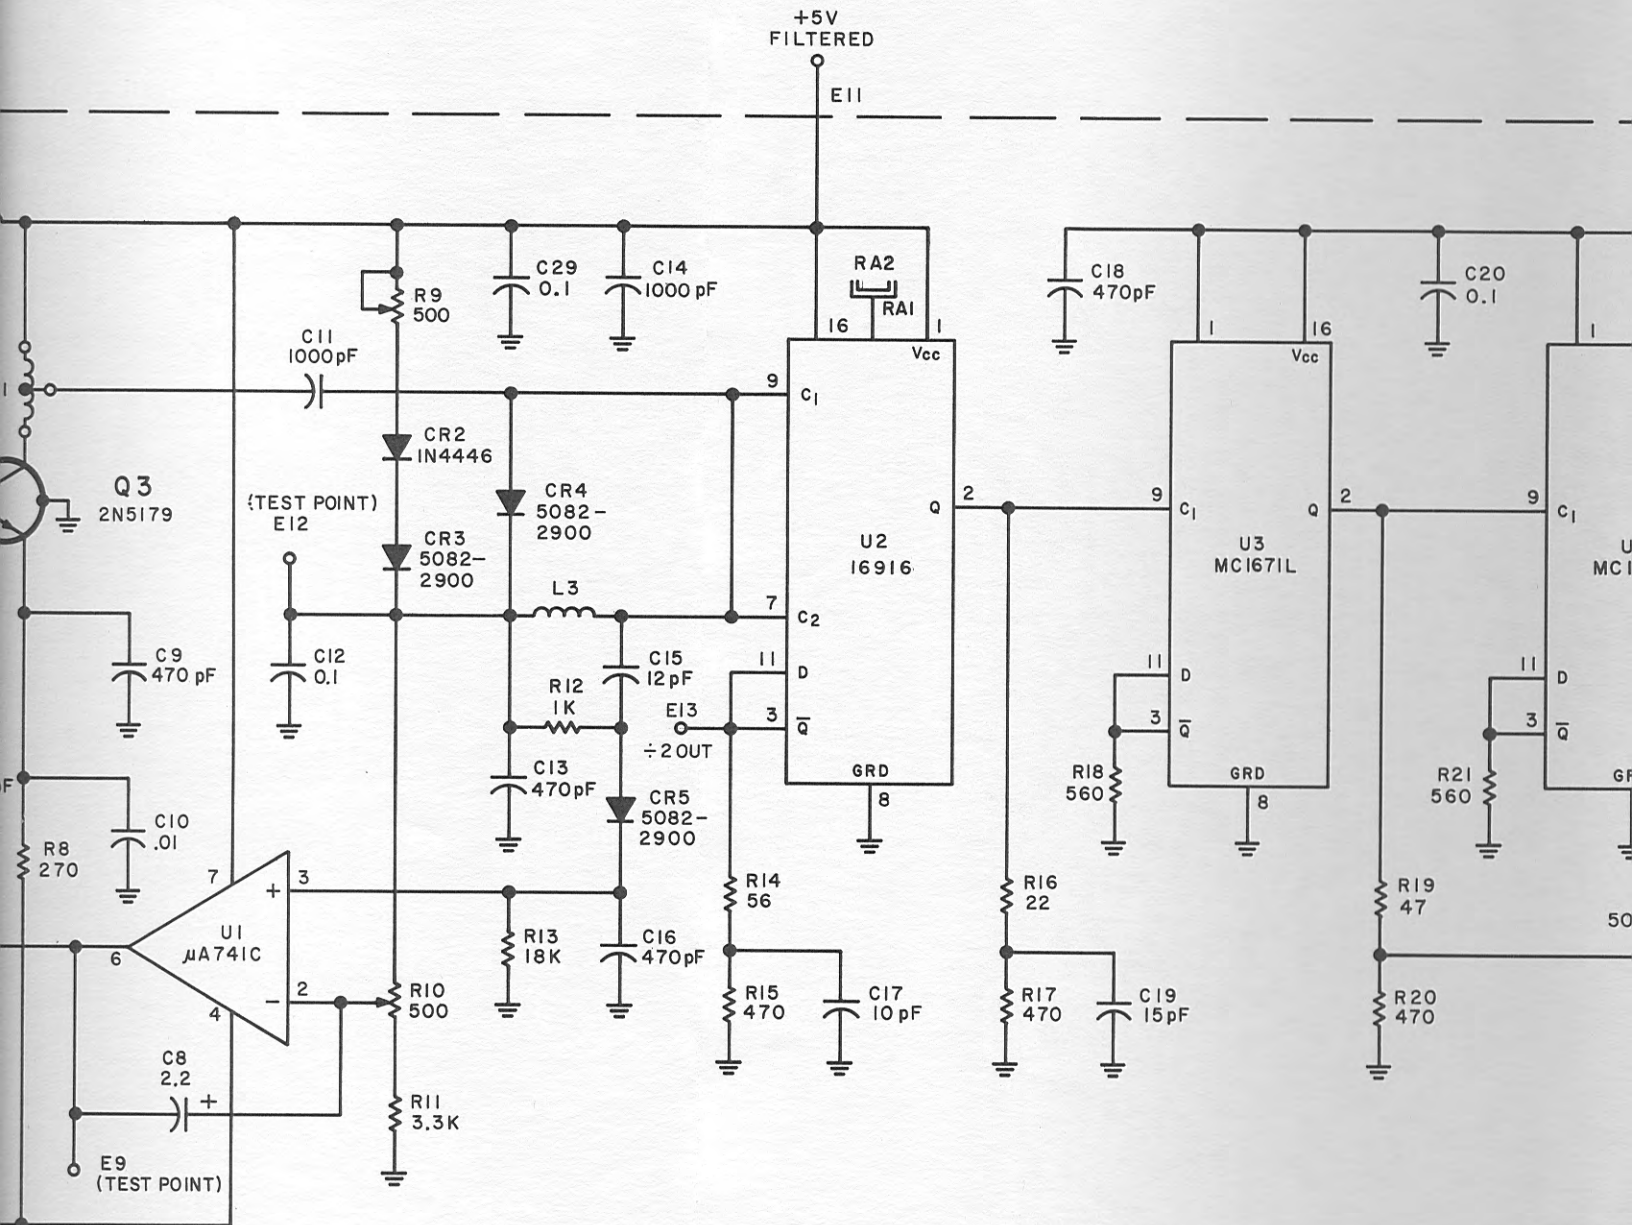 +5V
FILTERED
E11
RA2
RA1
C29
0.1
C14
1000 pF
R9
500
C18
470pF
C20
0.1
16
1
Vcc
1
16
Vcc
1
C11
1000pF
9
C1
CR2
1N4446
Q3
2N5179
(TEST POINT)
E12
CR4
5082-
2900
CR3
5082-
2900
Q
2
9
C1
Q
2
9
C1
U2
16916
U3
MC1671L
L3
7
C2
C9
470 pF
C12
0.1
C15
12pF
11
D
11
D
11
D
R12
1K
E13
÷2 OUT
3
Q̅
3
Q̅
3
Q̅
C13
470pF
GRD
8
GRD
8
R18
560
R21
560
CR5
5082-
2900
C10
.01
R8
270
7
+
3
R14
56
R16
22
R19
47
U1
µA741C
6
R13
18K
C16
470pF
2
-
4
R10
500
R15
470
C17
10pF
R17
470
C19
15pF
R20
470
C8
2.2
+
R11
3.3K
E9
(TEST POINT)